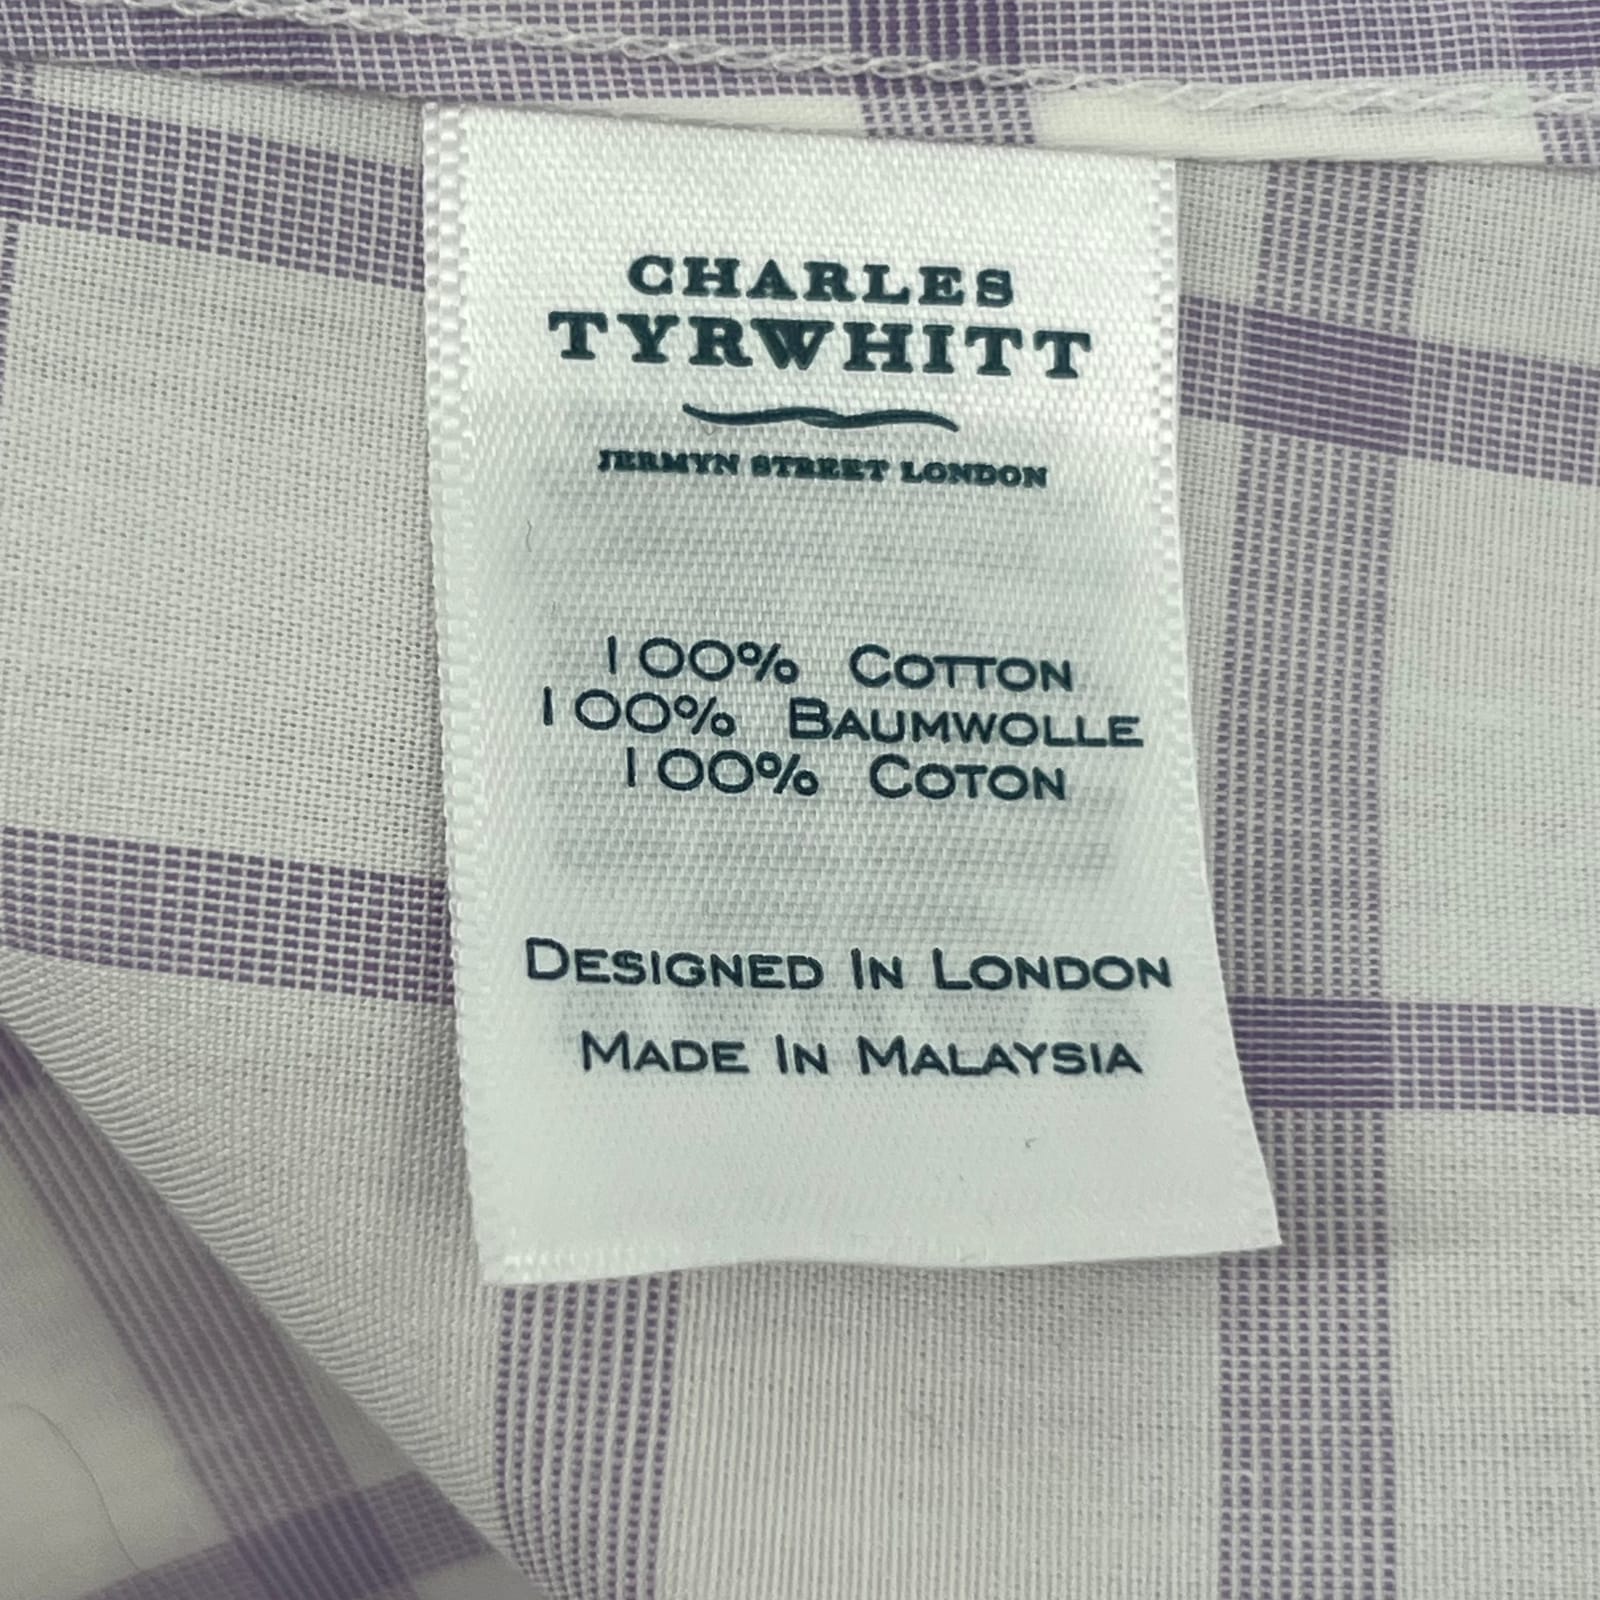 CHARLES
TYRWHITT
JERMYN STREET LONDON
100% COTTON
100% BAUMWOLLE
100% COTON
DESIGNED IN LONDON
MADE IN MALAYSIA